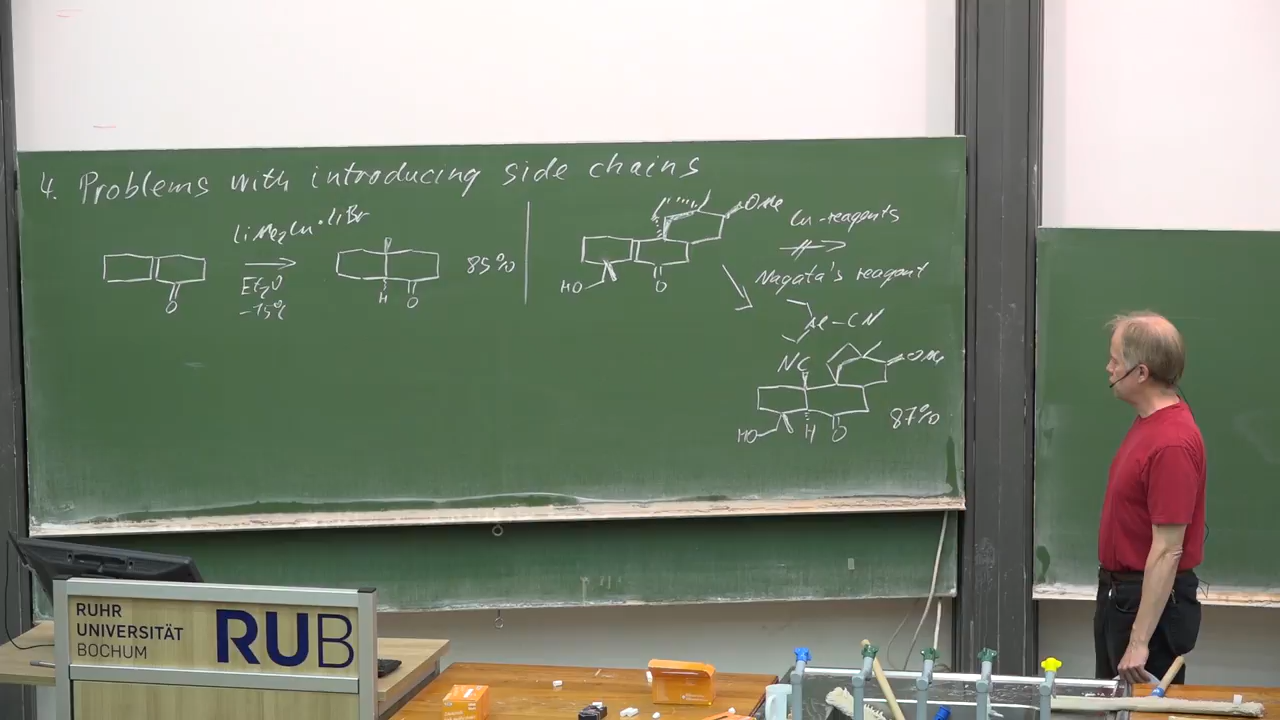 4. Problems with introducing side chains
LiMe₂Cu·LiBr
Et₂O
-15°C
O
H
O
85%
HO
O
OMe
Cu-reagents
Nagata's reagent
Al-CN
NC
OMe
HO
H
O
87%
RUHR
UNIVERSITÄT
BOCHUM
RUB